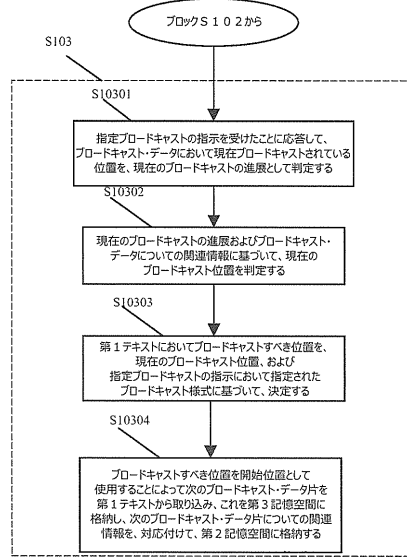 ブロックS102から
S103
S10301
指定ブロードキャストの指示を受けたことに応答して、
ブロードキャスト・データにおいて現在ブロードキャストされている
位置を、現在のブロードキャストの進展として判定する
S10302
現在のブロードキャストの進展およびブロードキャスト・
データについての関連情報に基づいて、現在の
ブロードキャスト位置を判定する
S10303
第1テキストにおいてブロードキャストすべき位置を、
現在のブロードキャスト位置、および
指定ブロードキャストの指示において指定された
ブロードキャスト様式に基づいて、決定する
S10304
ブロードキャストすべき位置を開始位置として
使用することによって次のブロードキャスト・データ片を
第1テキストから取り込み、これを第3記憶空間に
格納し、次のブロードキャスト・データ片についての関連
情報を、対応付けて、第2記憶空間に格納する